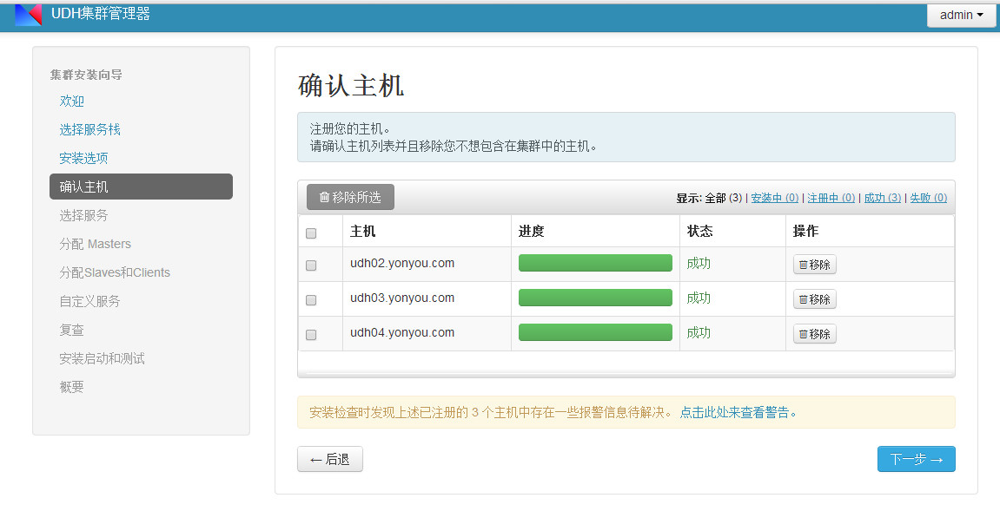 UDH集群管理器
admin
集群安装向导
欢迎
选择服务栈
安装选项
确认主机
选择服务
分配 Masters
分配Slaves和Clients
自定义服务
复查
安装启动和测试
概要
确认主机
注册您的主机。
请确认主机列表并且移除您不想包含在集群中的主机。
移除所选
显示: 全部 (3) | 安装中 (0) | 注册中 (0) | 成功 (3) | 失败 (0)
主机 进度 状态 操作
udh02.yonyou.com 成功 移除
udh03.yonyou.com 成功 移除
udh04.yonyou.com 成功 移除
安装检查时发现上述已注册的 3 个主机中存在一些报警信息待解决。 点击此处来查看警告。
← 后退
下一步 →